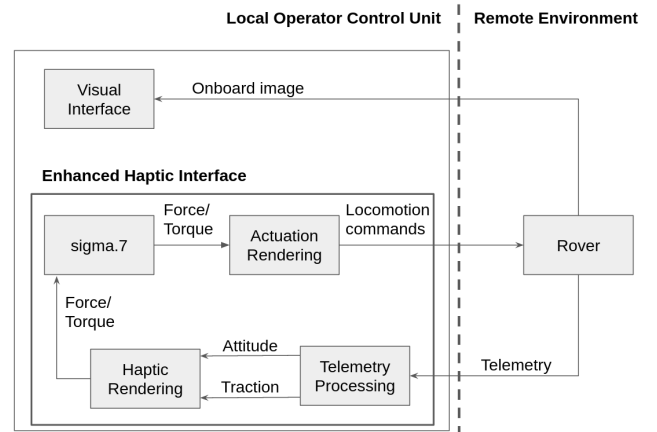 Local Operator Control Unit
Remote Environment
Visual
Interface
Onboard image
Enhanced Haptic Interface
sigma.7
Force/
Torque
Actuation
Rendering
Locomotion
commands
Rover
Force/
Torque
Haptic
Rendering
Attitude
Traction
Telemetry
Processing
Telemetry